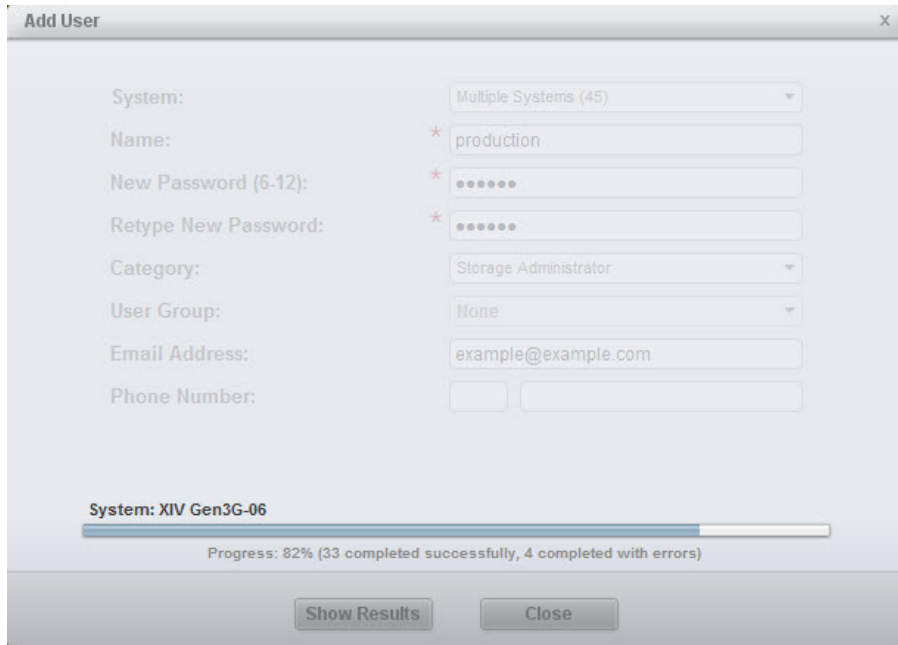 Add User x
System: Multiple Systems (45)
Name: * production
New Password (6-12): * ●●●●●●
Retype New Password: * ●●●●●●
Category: Storage Administrator
User Group: None
Email Address: example@example.com
Phone Number:
System: XIV Gen3G-06
Progress: 82% (33 completed successfully, 4 completed with errors)
Show Results Close